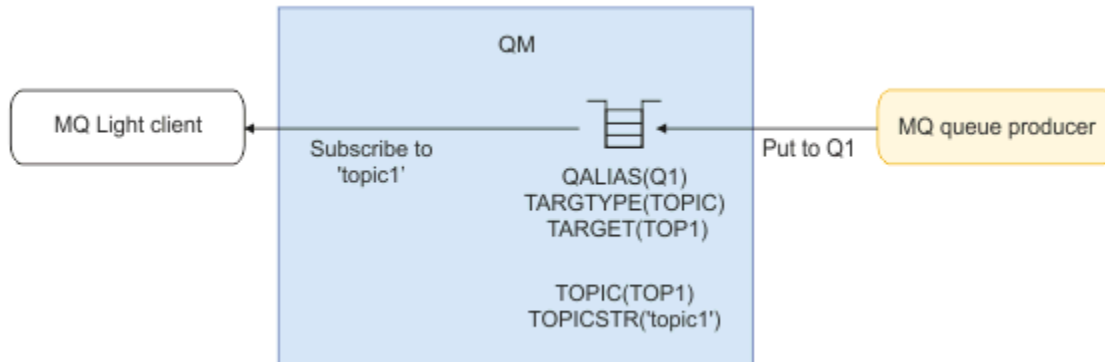 QM
MQ Light client
Subscribe to
'topic1'
Put to Q1
MQ queue producer
QALIAS(Q1)
TARGTYPE(TOPIC)
TARGET(TOP1)
TOPIC(TOP1)
TOPICSTR('topic1')